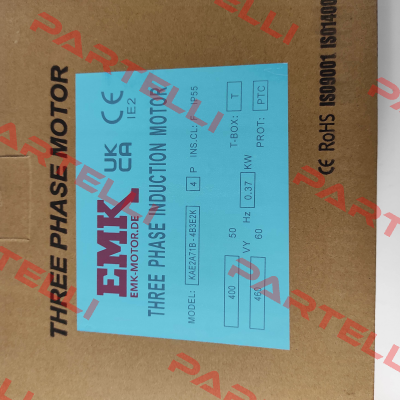 THREE PHASE MOTOR
EMK
EMK-MOTOR.DE
UK
CA
CE
IE2
THREE PHASE INDUCTION MOTOR
MODEL: KAE2A71B-4B3E2K 4 P INS.CL: F IP55
400 50 T-BOX: T
VY Hz 0.37 KW
460 60 PROT: PTC
CE RoHS ISO9001 ISO1400
PARTELLI
PARTELLI
PARTELLI
PARTELLI